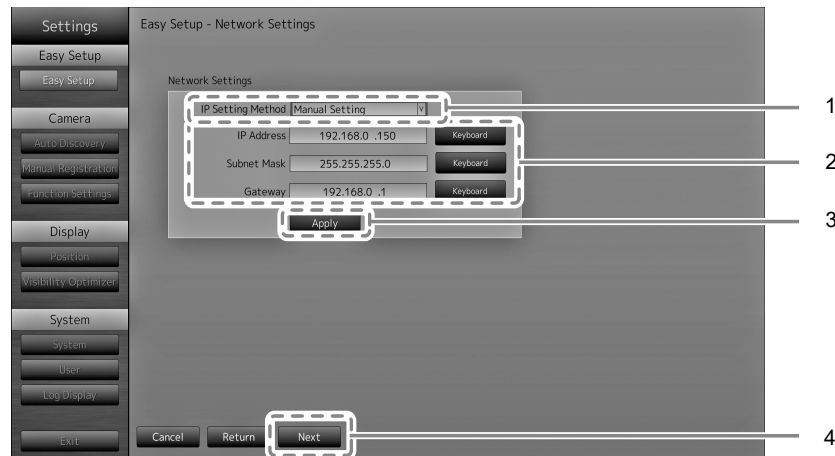 Settings
Easy Setup - Network Settings
Easy Setup
Easy Setup
Network Settings
IP Setting Method Manual Setting 1
Camera
Auto Discovery
IP Address 192.168.0 .150 Keyboard
Manual Registration
Subnet Mask 255.255.255.0 Keyboard 2
Function Settings
Gateway 192.168.0 .1 Keyboard
Apply 3
Display
Position
Visibility Optimizer
System
System
User
Log Display
Exit
Cancel Return Next 4